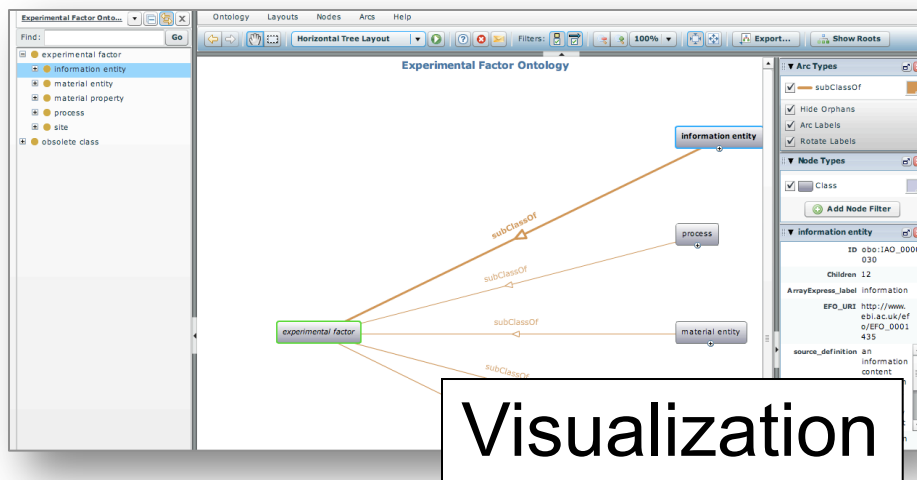 Experimental Factor Onto...
Find:
Go
experimental factor
information entity
material entity
material property
process
site
obsolete class
Ontology Layouts Nodes Arcs Help
Horizontal Tree Layout
Filters:
100%
Export...
Show Roots
Experimental Factor Ontology
information entity
subClassOf
process
subClassOf
experimental factor
subClassOf
material entity
subClassOf
Arc Types
subClassOf
Hide Orphans
Arc Labels
Rotate Labels
Node Types
Class
Add Node Filter
information entity
ID obo:IAO_0000
030
Children 12
ArrayExpress_label information
EFO_URI http://www.
ebi.ac.uk/ef
o/EFO_0001
435
source_definition an
information
content
Visualization